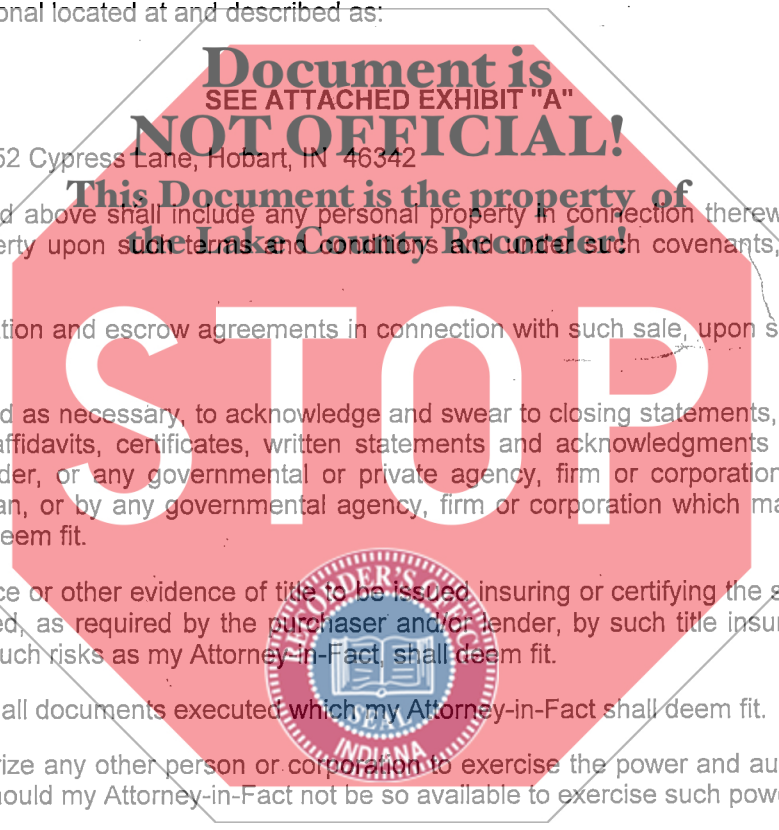 onal located at and described as:
Document is
SEE ATTACHED EXHIBIT "A"
NOT OFFICIAL!
52 Cypress Lane, Hobart, IN 46342
This Document is the property of
d above shall include any personal property in connection therew
the Lake County Recorder!
erty upon such terms and conditions and under such covenants,
tion and escrow agreements in connection with such sale, upon s
STOP
d as necessary, to acknowledge and swear to closing statements,
affidavits, certificates, written statements and acknowledgments
der, or any governmental or private agency, firm or corporation
an, or by any governmental agency, firm or corporation which ma
eem fit.
ce or other evidence of title to be issued insuring or certifying the s
ed, as required by the purchaser and/or lender, by such title insu
uch risks as my Attorney-in-Fact, shall deem fit.
all documents executed which my Attorney-in-Fact shall deem fit.
rize any other person or corporation to exercise the power and au
hould my Attorney-in-Fact not be so available to exercise such powe
RECORDER'S OFFICE
SEAL
INDIANA